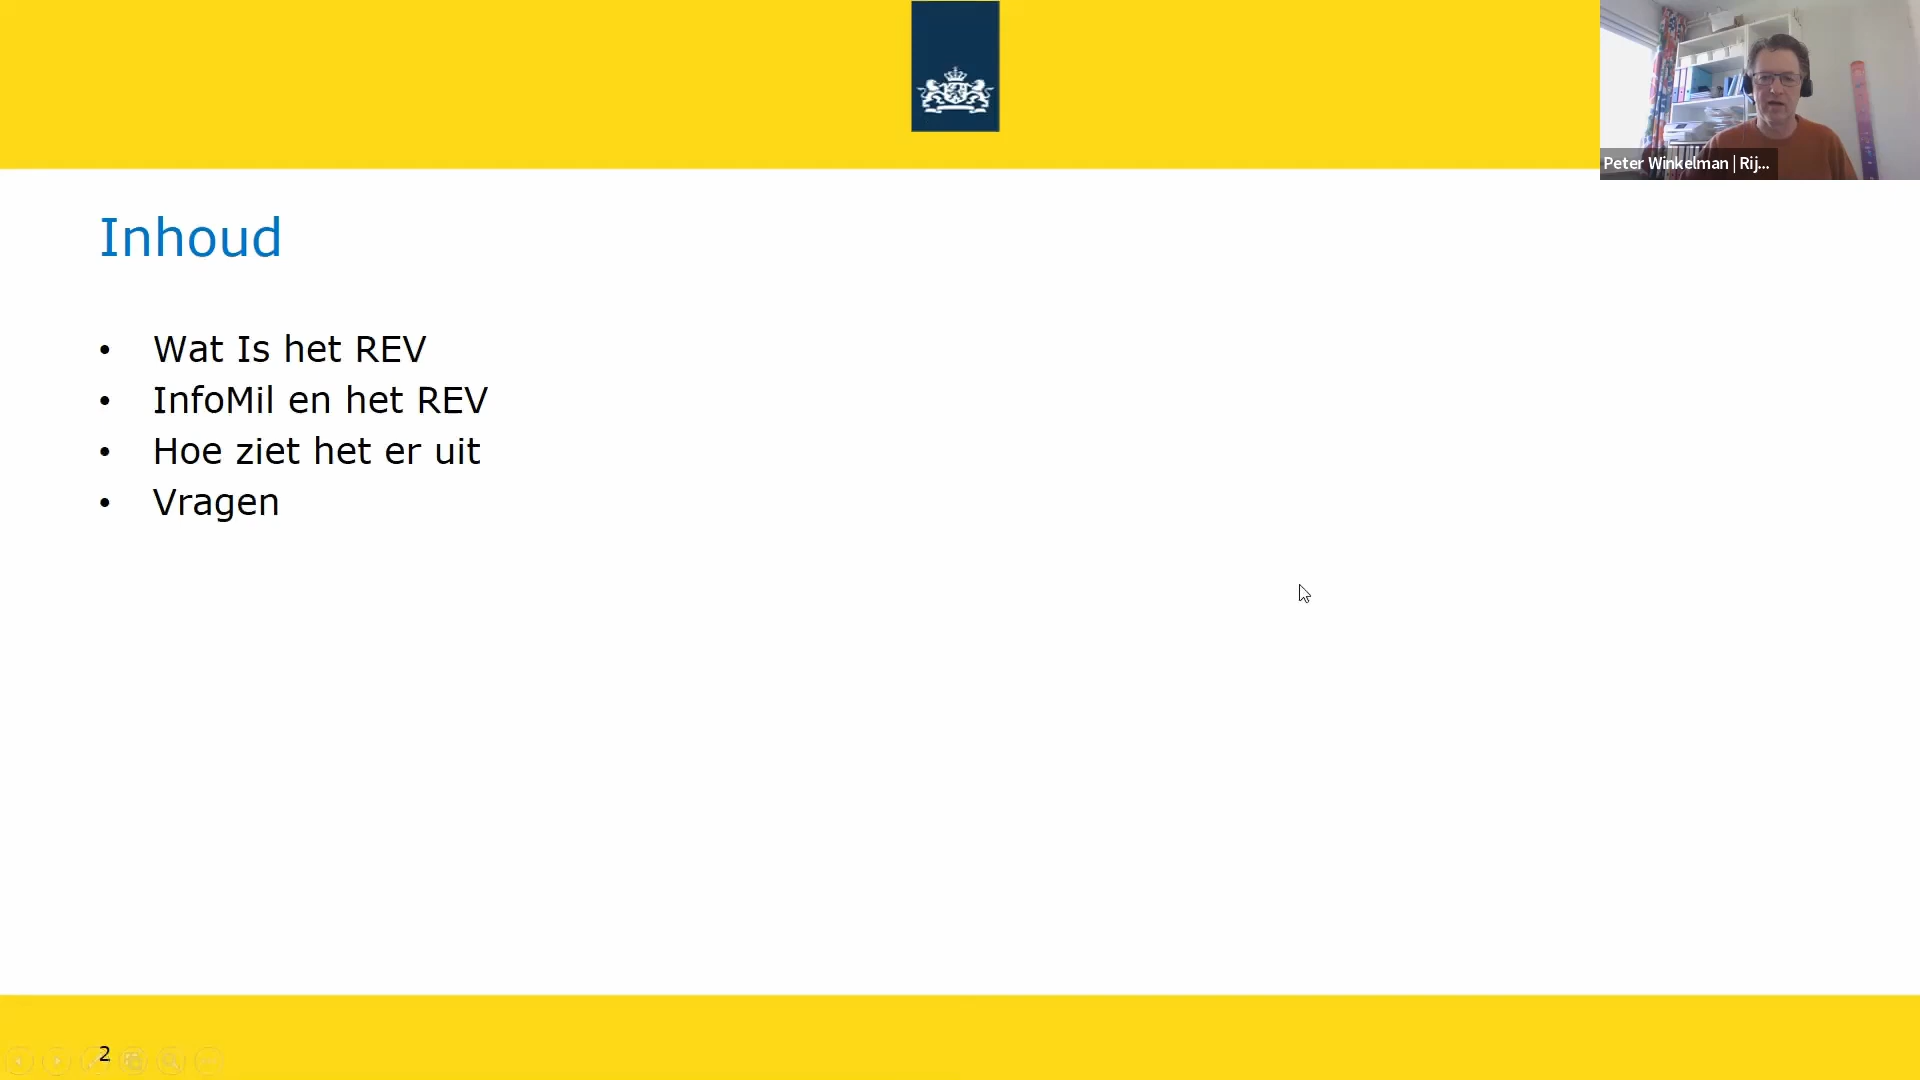 Peter Winkelman | Rij...
Inhoud
• Wat Is het REV
• InfoMil en het REV
• Hoe ziet het er uit
• Vragen
2